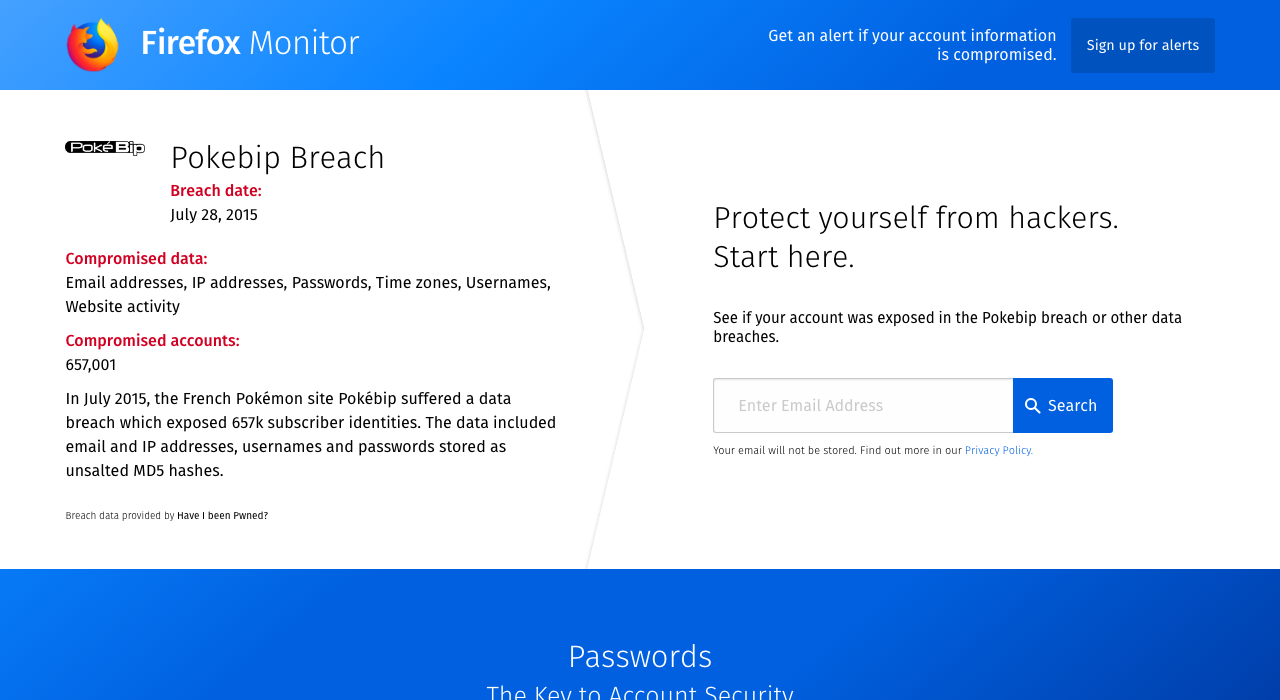 Firefox Monitor
Get an alert if your account information
is compromised.
Sign up for alerts
PokéBip
Pokebip Breach
Breach date:
July 28, 2015
Compromised data:
Email addresses, IP addresses, Passwords, Time zones, Usernames,
Website activity
Compromised accounts:
657,001
In July 2015, the French Pokémon site Pokébip suffered a data
breach which exposed 657k subscriber identities. The data included
email and IP addresses, usernames and passwords stored as
unsalted MD5 hashes.
Breach data provided by Have I been Pwned?
Protect yourself from hackers.
Start here.
See if your account was exposed in the Pokebip breach or other data
breaches.
Enter Email Address
Search
Your email will not be stored. Find out more in our Privacy Policy.
Passwords
The Key to Account Security